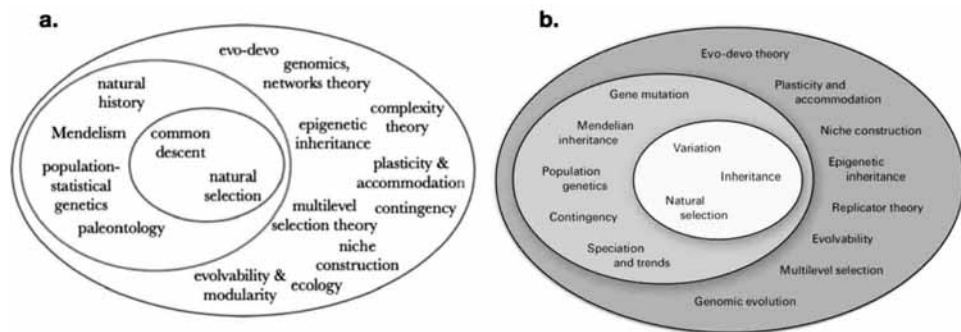 a.
evo-devo
genomics,
networks theory
natural
history
complexity
theory
epigenetic
inheritance
Mendelism
common
descent
population-
statistical
genetics
natural
selection
plasticity &
accommodation
paleontology
multilevel
selection theory
contingency
niche
construction
evolvability &
modularity
ecology
b.
Evo-devo theory
Gene mutation
Plasticity and
accommodation
Mendelian
inheritance
Variation
Niche construction
Population
genetics
Inheritance
Epigenetic
inheritance
Natural
selection
Contingency
Replicator theory
Speciation
and trends
Evolvability
Multilevel selection
Genomic evolution